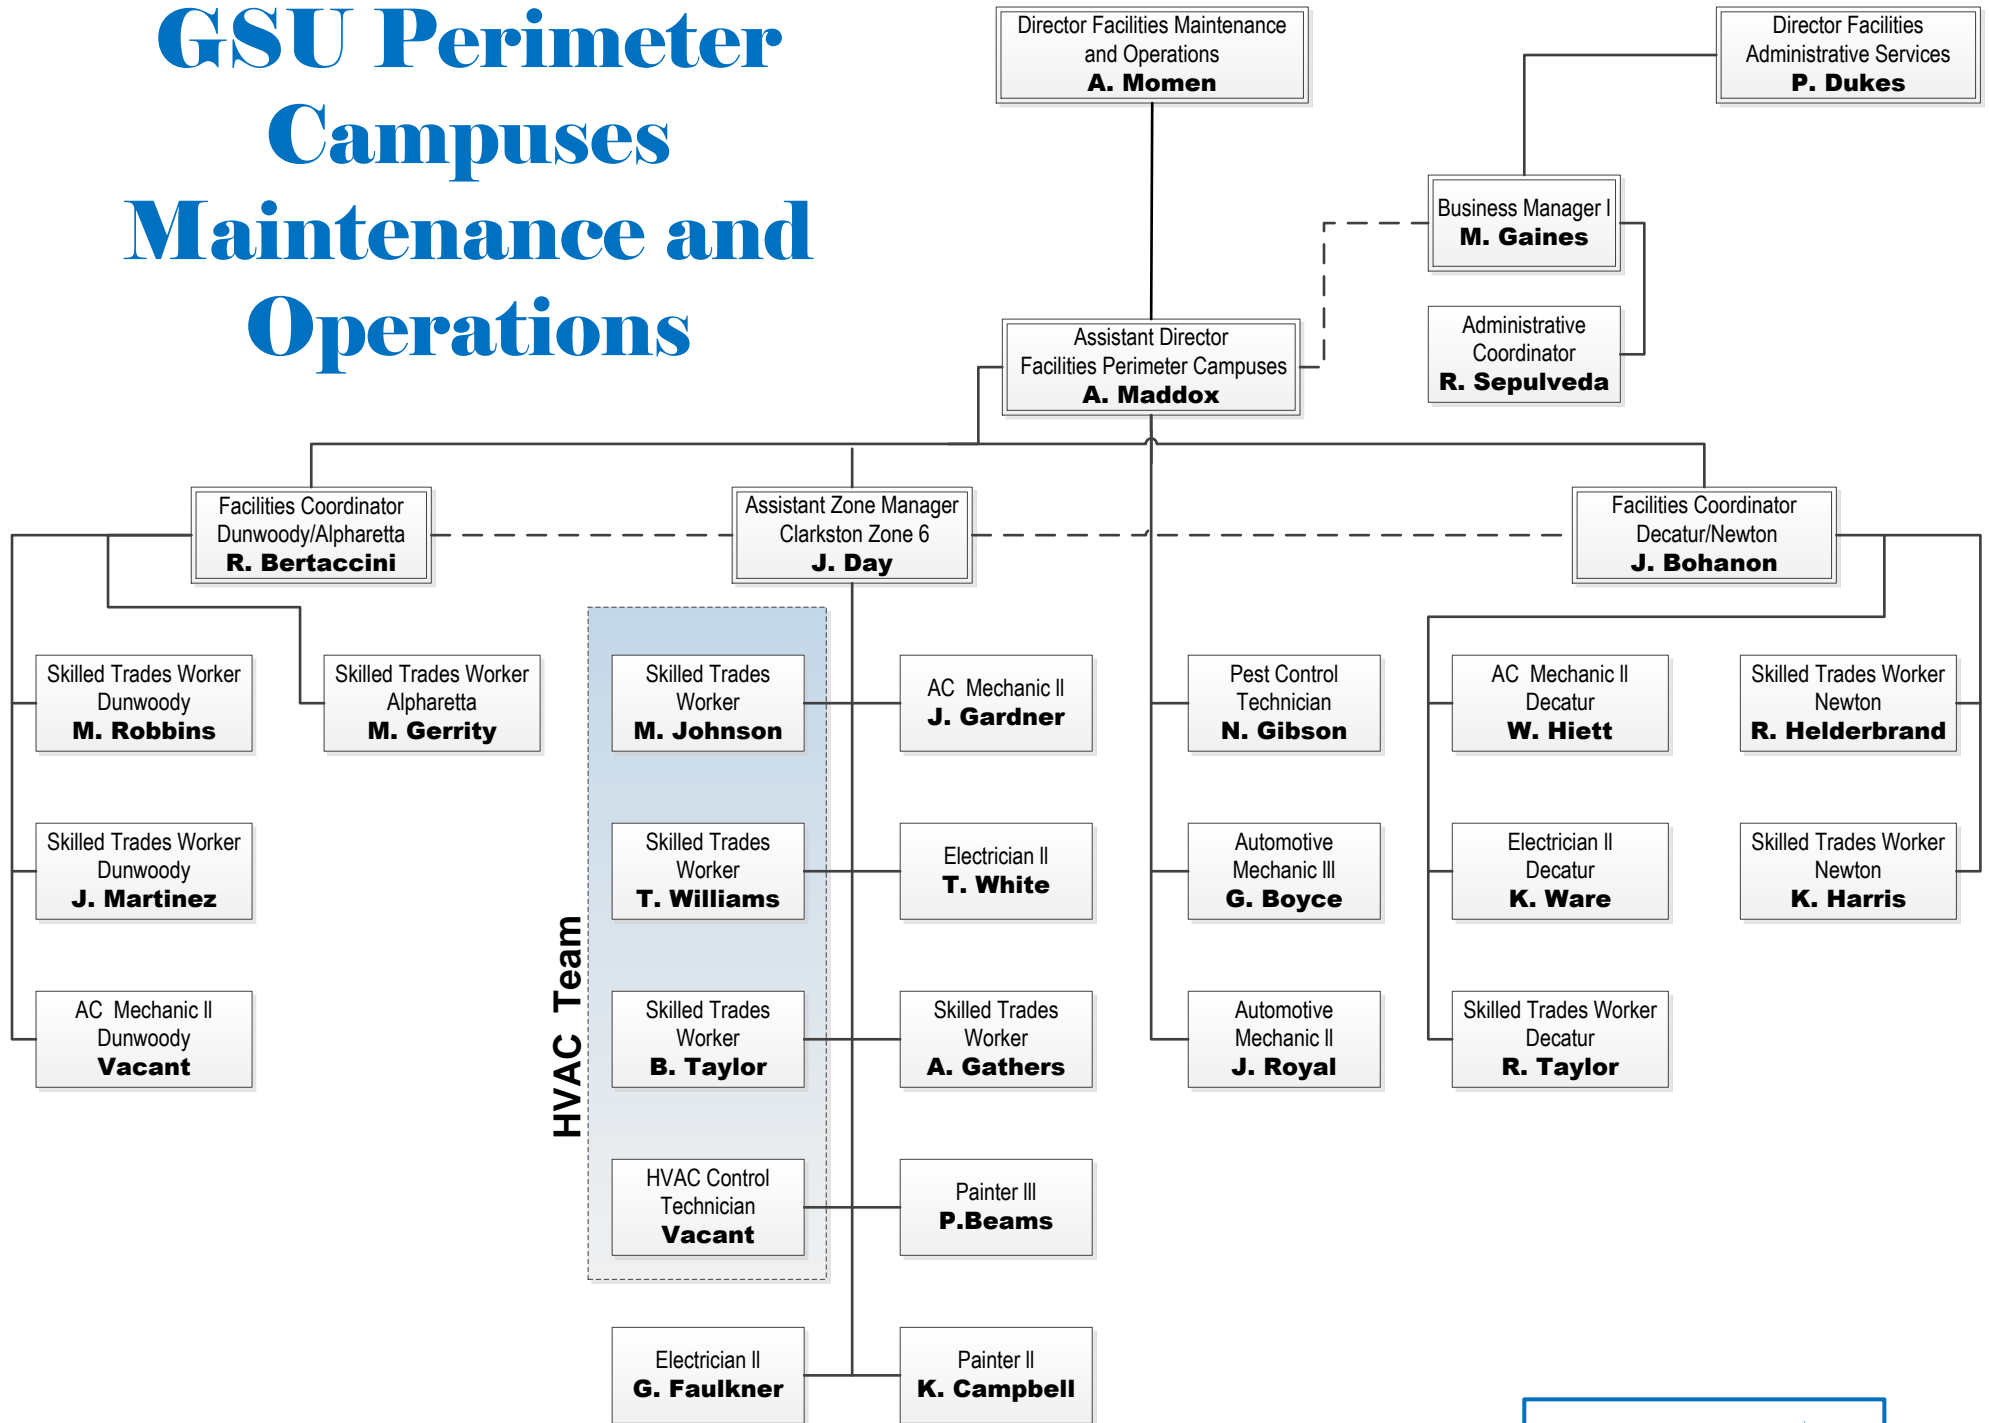 GSU Perimeter
Campuses
Maintenance and
Operations
Director Facilities Maintenance
and Operations
A. Momen
Director Facilities
Administrative Services
P. Dukes
Business Manager I
M. Gaines
Administrative
Coordinator
R. Sepulveda
Assistant Director
Facilities Perimeter Campuses
A. Maddox
Facilities Coordinator
Dunwoody/Alpharetta
R. Bertaccini
Assistant Zone Manager
Clarkston Zone 6
J. Day
Facilities Coordinator
Decatur/Newton
J. Bohanon
Skilled Trades Worker
Dunwoody
M. Robbins
Skilled Trades Worker
Alpharetta
M. Gerrity
Skilled Trades
Worker
M. Johnson
AC Mechanic II
J. Gardner
Pest Control
Technician
N. Gibson
AC Mechanic II
Decatur
W. Hiett
Skilled Trades Worker
Newton
R. Helderbrand
Skilled Trades Worker
Dunwoody
J. Martinez
Skilled Trades
Worker
T. Williams
Electrician II
T. White
Automotive
Mechanic III
G. Boyce
Electrician II
Decatur
K. Ware
Skilled Trades Worker
Newton
K. Harris
HVAC Team
AC Mechanic II
Dunwoody
Vacant
Skilled Trades
Worker
B. Taylor
Skilled Trades
Worker
A. Gathers
Automotive
Mechanic II
J. Royal
Skilled Trades Worker
Decatur
R. Taylor
HVAC Control
Technician
Vacant
Painter III
P.Beams
Electrician II
G. Faulkner
Painter II
K. Campbell